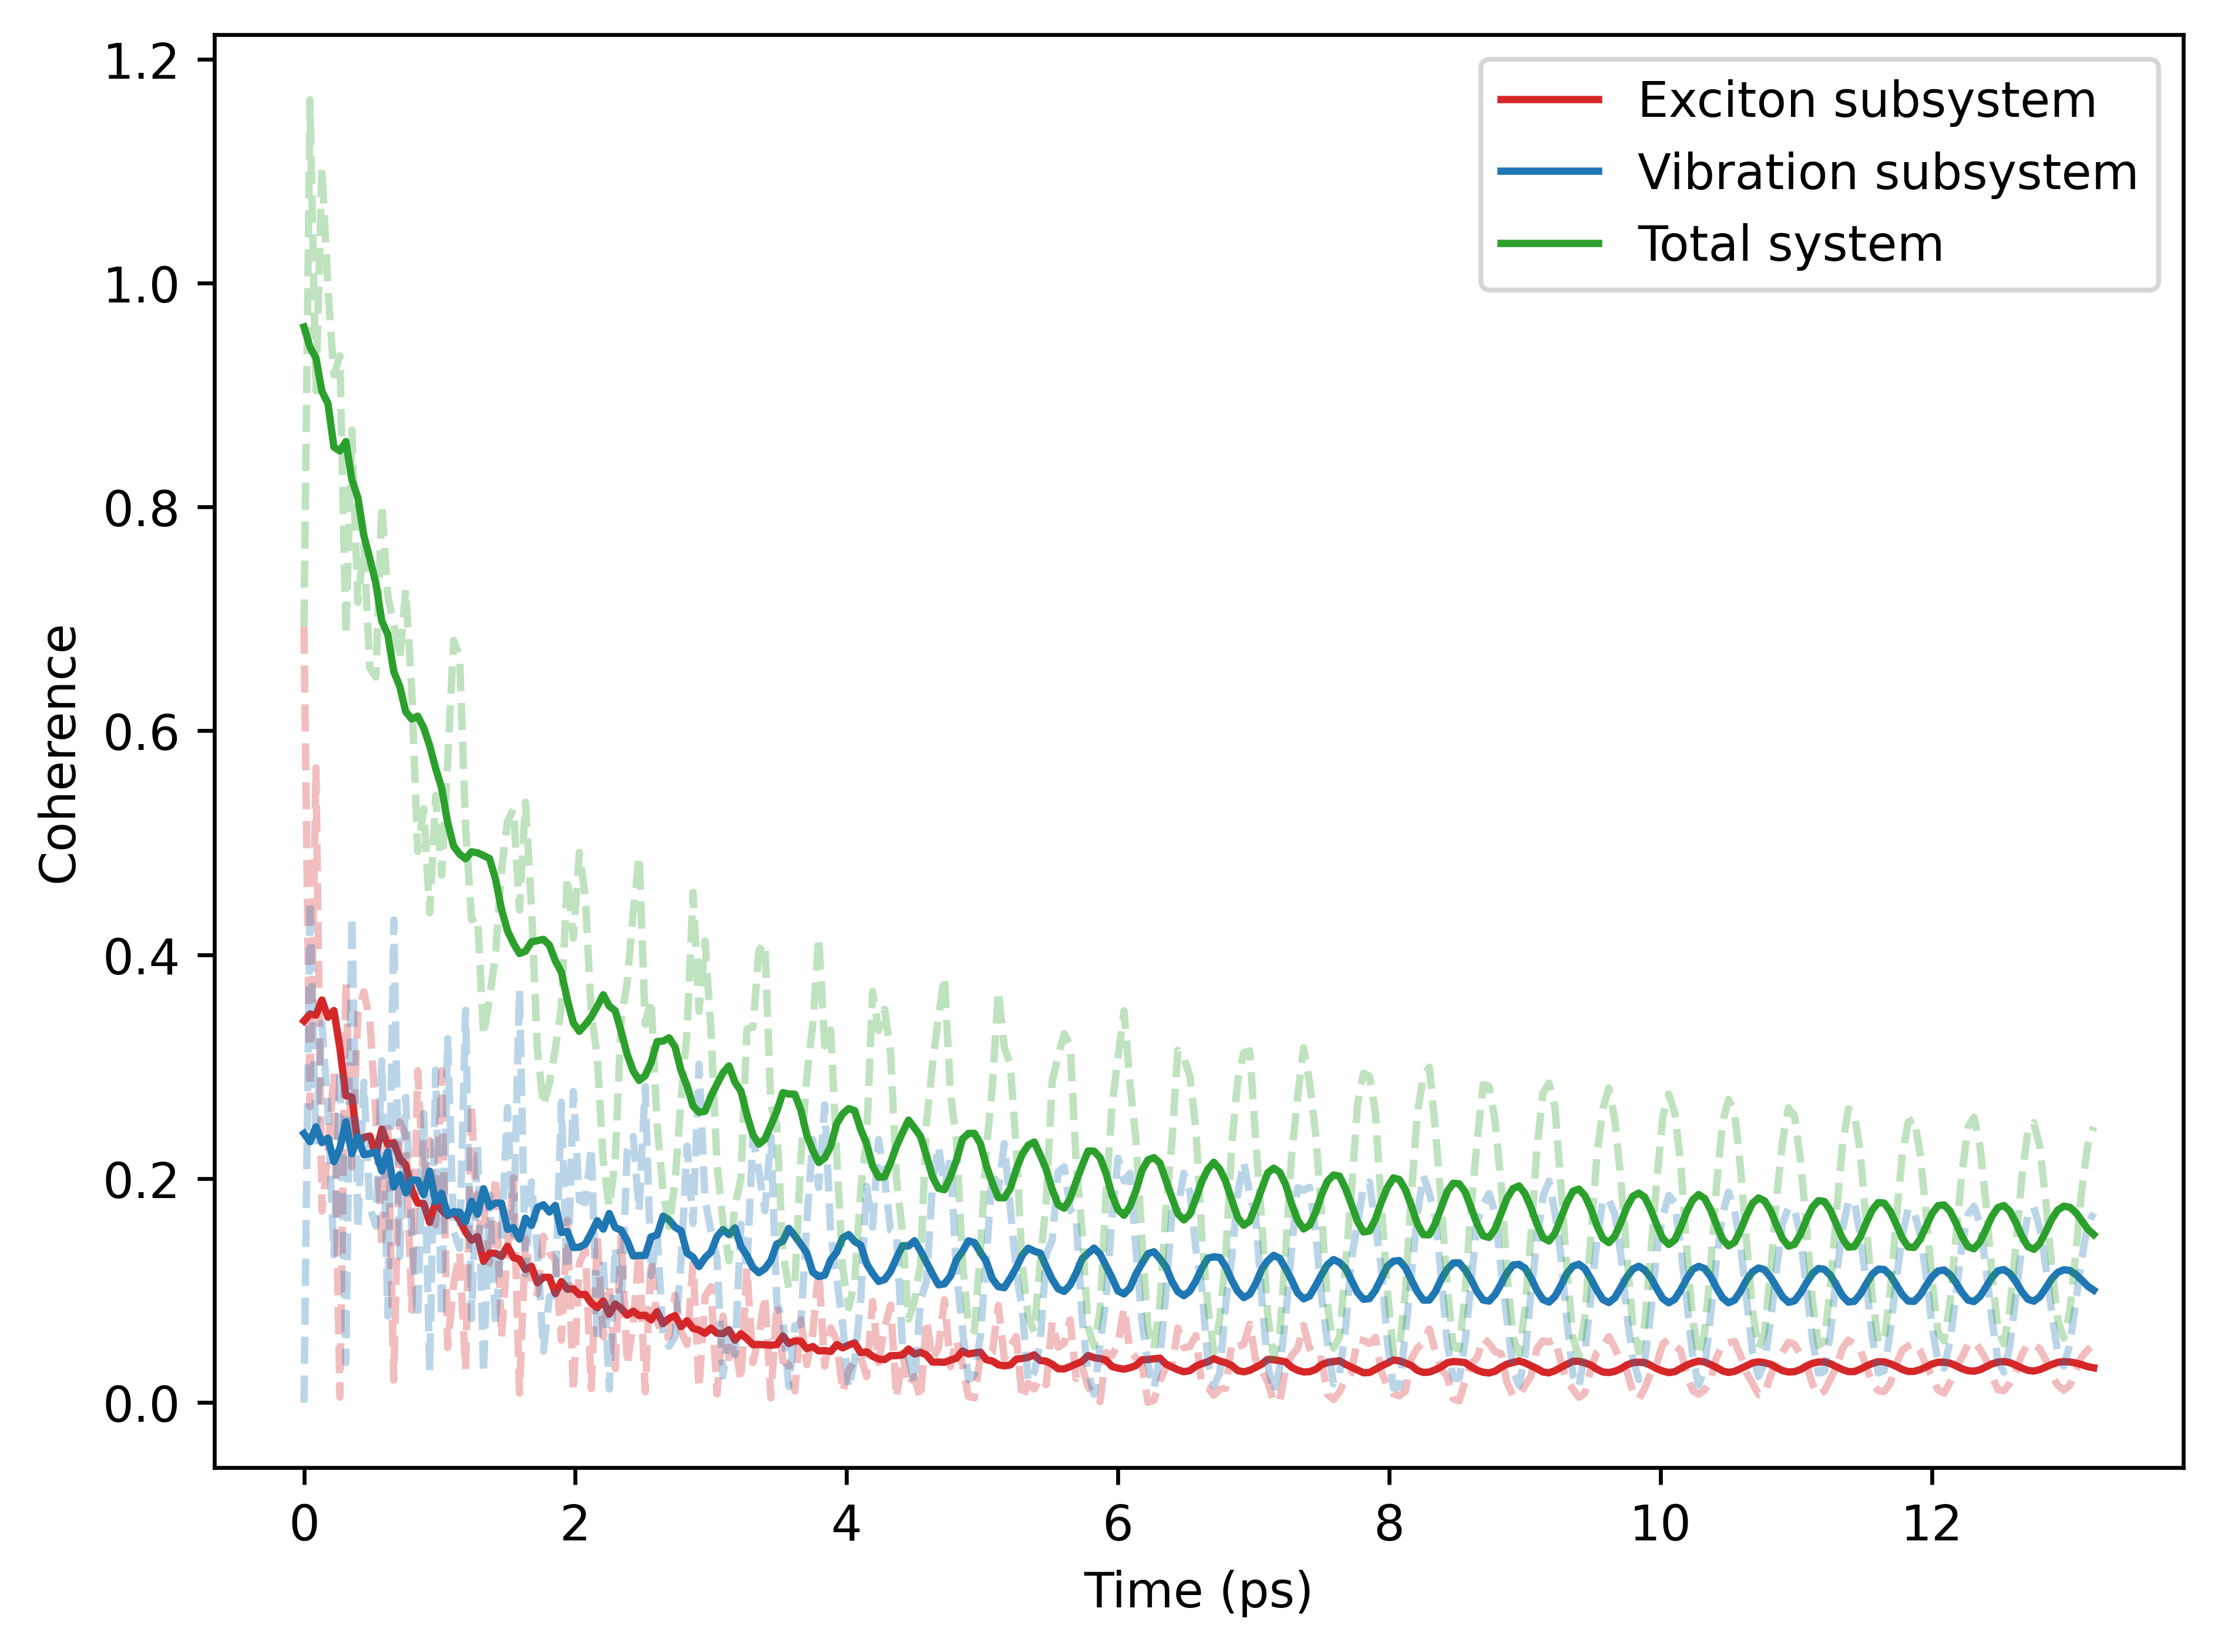 1.2
1.0
0.8
0.6
0.4
0.2
0.0
Coherence
0 2 4 6 8 10 12
Time (ps)
Exciton subsystem
Vibration subsystem
Total system